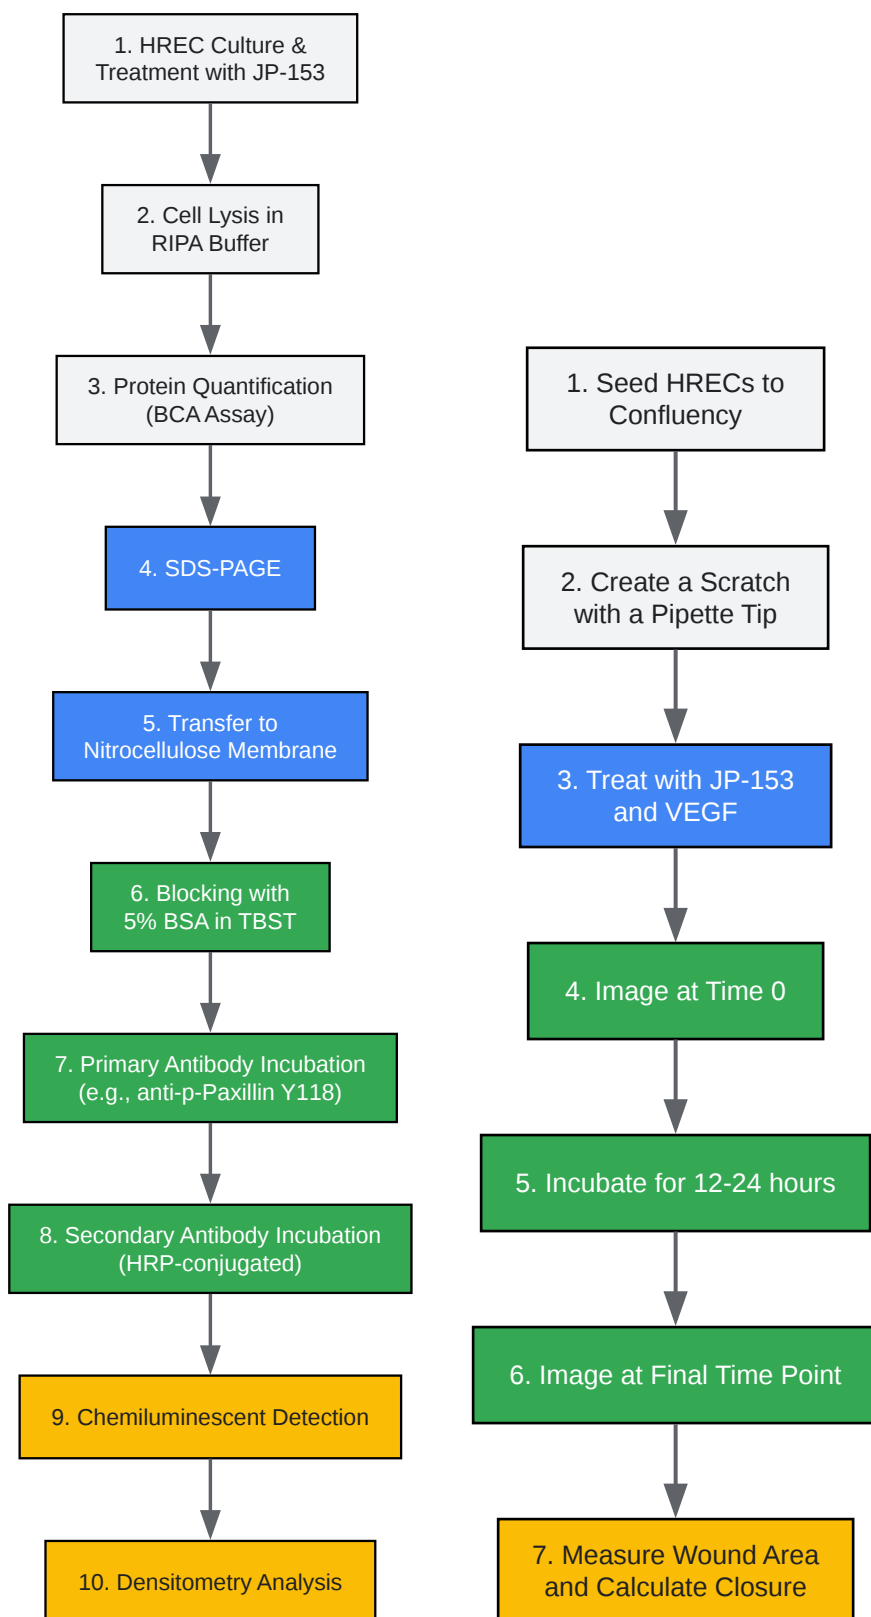 1. HREC Culture &
Treatment with JP-153
2. Cell Lysis in
RIPA Buffer
3. Protein Quantification
(BCA Assay)
4. SDS-PAGE
5. Transfer to
Nitrocellulose Membrane
6. Blocking with
5% BSA in TBST
7. Primary Antibody Incubation
(e.g., anti-p-Paxillin Y118)
8. Secondary Antibody Incubation
(HRP-conjugated)
9. Chemiluminescent Detection
10. Densitometry Analysis
1. Seed HRECs to
Confluency
2. Create a Scratch
with a Pipette Tip
3. Treat with JP-153
and VEGF
4. Image at Time 0
5. Incubate for 12-24 hours
6. Image at Final Time Point
7. Measure Wound Area
and Calculate Closure